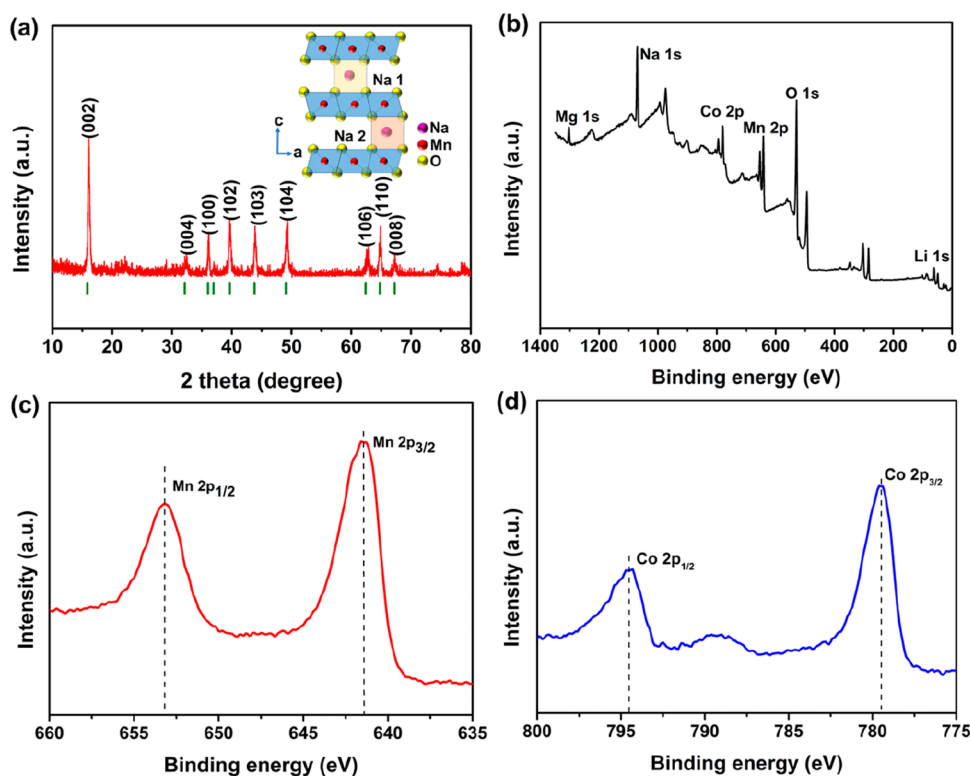 (a)
Intensity (a.u.)
(002)
(004)
(100)
(102)
(103)
(104)
(106)
(110)
(008)
Na 1
Na 2
c
a
Na
Mn
O
10 20 30 40 50 60 70 80
2 theta (degree)
(b)
Intensity (a.u.)
Mg 1s
Na 1s
Co 2p
Mn 2p
O 1s
Li 1s
1400 1200 1000 800 600 400 200 0
Binding energy (eV)
(c)
Intensity (a.u.)
Mn 2p1/2
Mn 2p3/2
660 655 650 645 640 635
Binding energy (eV)
(d)
Intensity (a.u.)
Co 2p1/2
Co 2p3/2
800 795 790 785 780 775
Binding energy (eV)